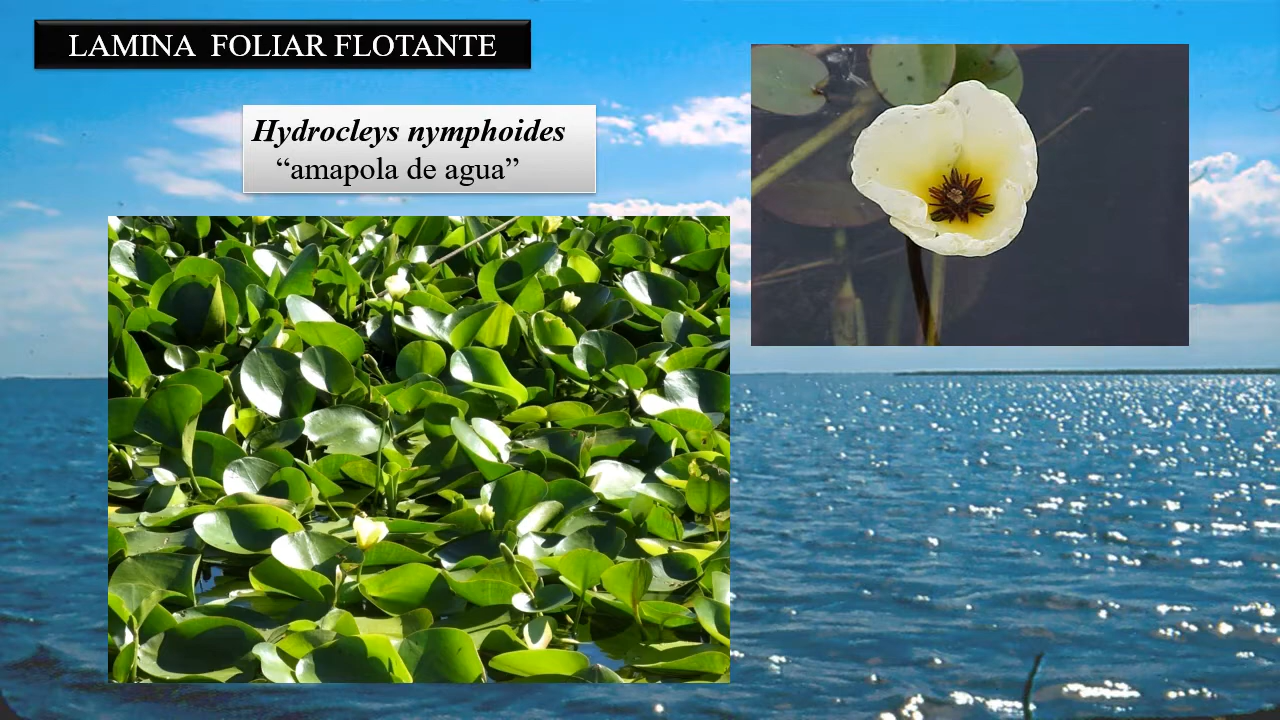 LAMINA  FOLIAR FLOTANTE
Hydrocleys nymphoides
“amapola de agua”